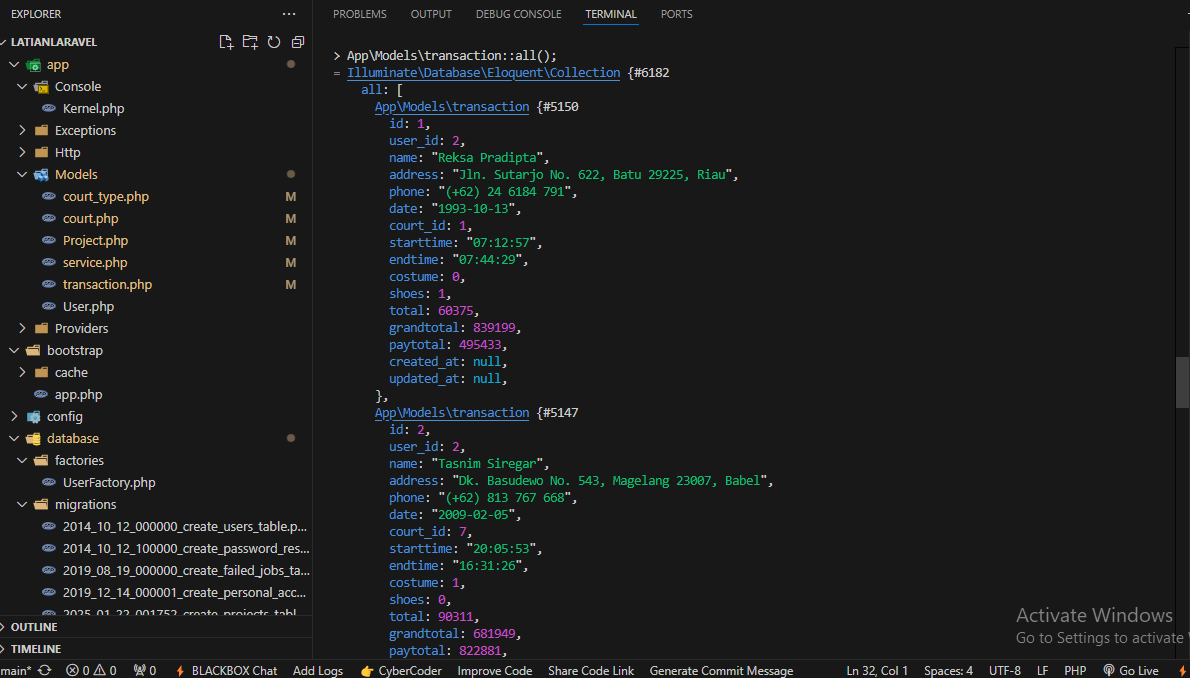 EXPLORER
LATIANLARAVEL
app
Console
Kernel.php
Exceptions
Http
Models
court_type.php M
court.php M
Project.php M
service.php M
transaction.php M
User.php
Providers
bootstrap
cache
app.php
config
database
factories
UserFactory.php
migrations
2014_10_12_000000_create_users_table.p...
2014_10_12_100000_create_password_res...
2019_08_19_000000_create_failed_jobs_ta...
2019_12_14_000001_create_personal_acc...
2025_01_22_001752_create_projects_tabl
OUTLINE
TIMELINE
PROBLEMS OUTPUT DEBUG CONSOLE TERMINAL PORTS
> App\Models\transaction::all();
= Illuminate\Database\Eloquent\Collection {#6182
all: [
App\Models\transaction {#5150
id: 1,
user_id: 2,
name: "Reksa Pradipta",
address: "Jln. Sutarjo No. 622, Batu 29225, Riau",
phone: "(+62) 24 6184 791",
date: "1993-10-13",
court_id: 1,
starttime: "07:12:57",
endtime: "07:44:29",
costume: 0,
shoes: 1,
total: 60375,
grandtotal: 839199,
paytotal: 495433,
created_at: null,
updated_at: null,
},
App\Models\transaction {#5147
id: 2,
user_id: 2,
name: "Tasnim Siregar",
address: "Dk. Basudewo No. 543, Magelang 23007, Babel",
phone: "(+62) 813 767 668",
date: "2009-02-05",
court_id: 7,
starttime: "20:05:53",
endtime: "16:31:26",
costume: 1,
shoes: 0,
total: 90311,
grandtotal: 681949,
paytotal: 822881,
Activate Windows
Go to Settings to activate
main* 0 0 0 BLACKBOX Chat Add Logs CyberCoder Improve Code Share Code Link Generate Commit Message Ln 32, Col 1 Spaces: 4 UTF-8 LF PHP Go Live